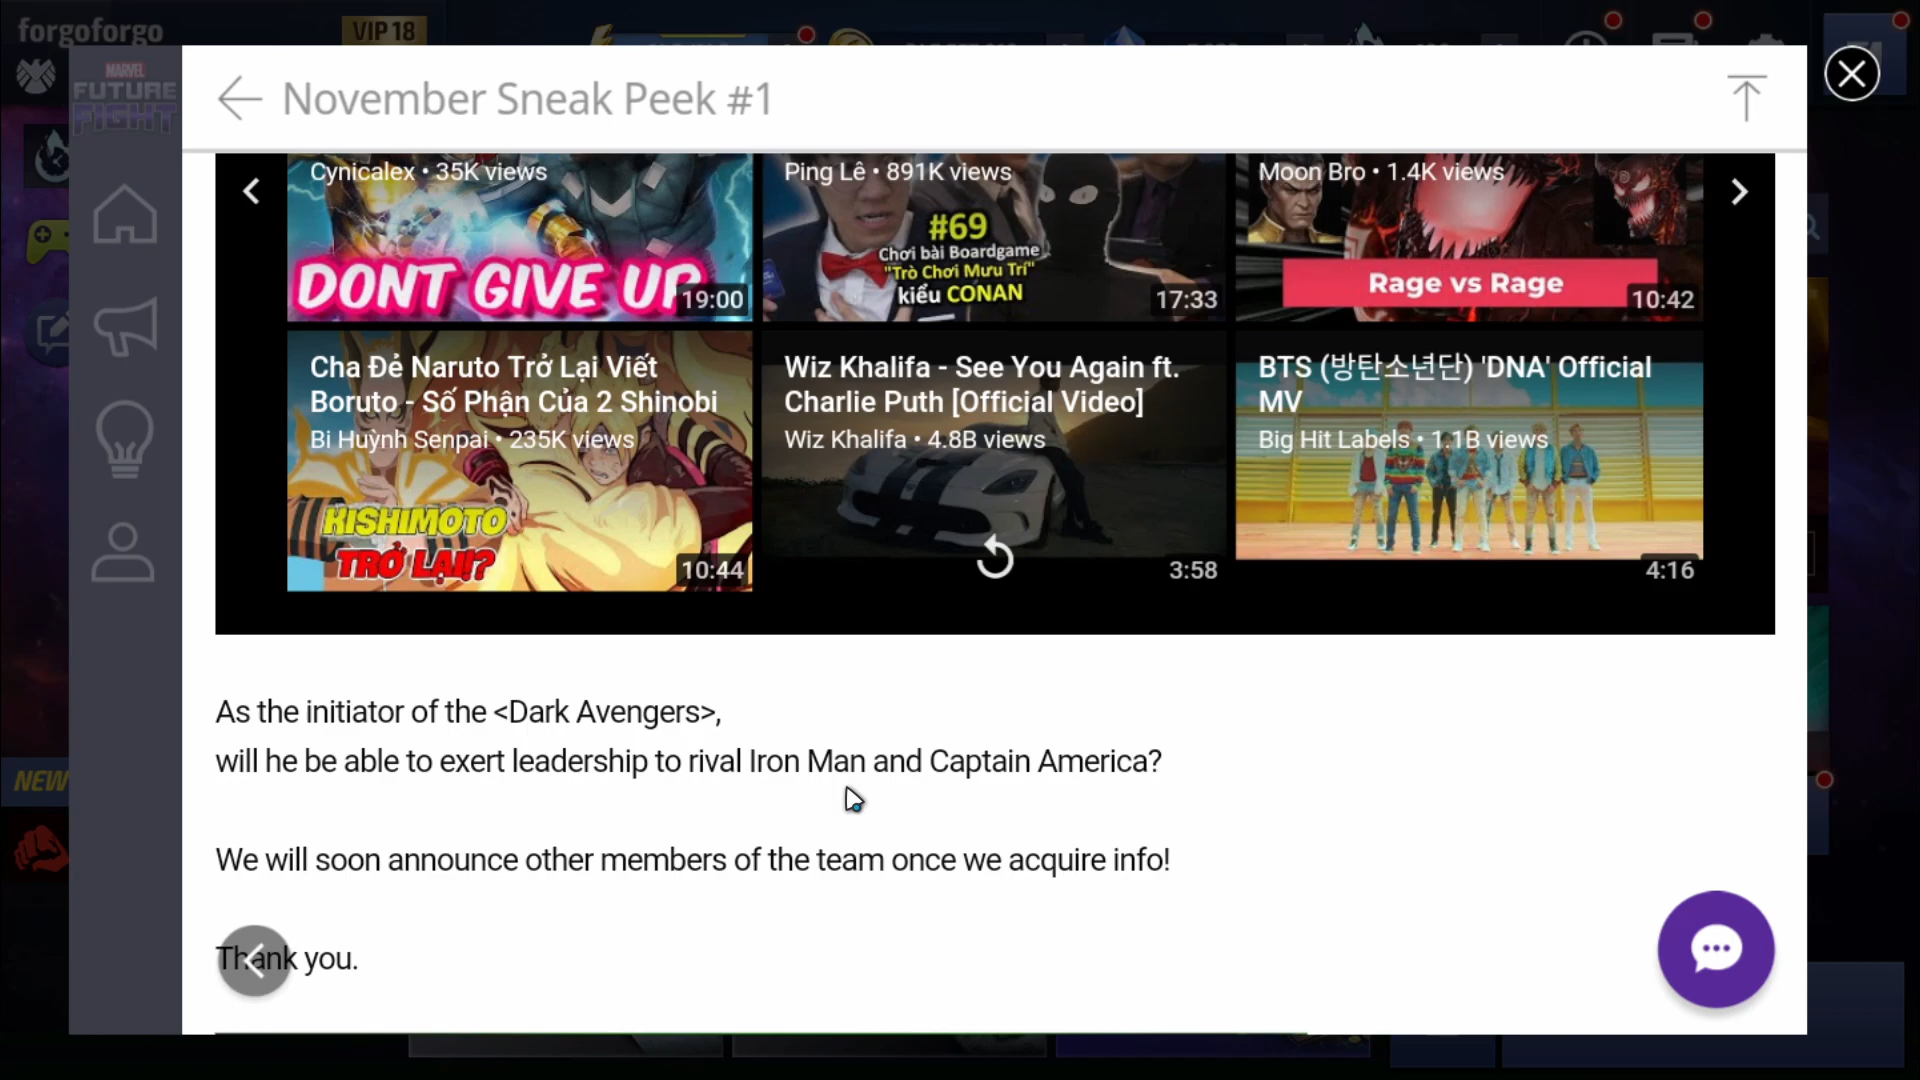 forgoforgo
VIP 18
MARVEL
FUTURE
FIGHT
November Sneak Peek #1
Cynicalex • 35K views
DONT GIVE UP
19:00
Ping Lê • 891K views
#69
Chơi bài Boardgame
"Trò Chơi Mưu Trí"
kiểu CONAN
17:33
Moon Bro • 1.4K views
Rage vs Rage
10:42
Cha Đẻ Naruto Trở Lại Viết
Boruto - Số Phận Của 2 Shinobi
Bi Huỳnh Senpai • 235K views
KISHIMOTO
TRỞ LẠI!?
10:44
Wiz Khalifa - See You Again ft.
Charlie Puth [Official Video]
Wiz Khalifa • 4.8B views
3:58
BTS (방탄소년단) 'DNA' Official
MV
Big Hit Labels • 1.1B views
4:16
As the initiator of the <Dark Avengers>,
will he be able to exert leadership to rival Iron Man and Captain America?
We will soon announce other members of the team once we acquire info!
Thank you.
NEW